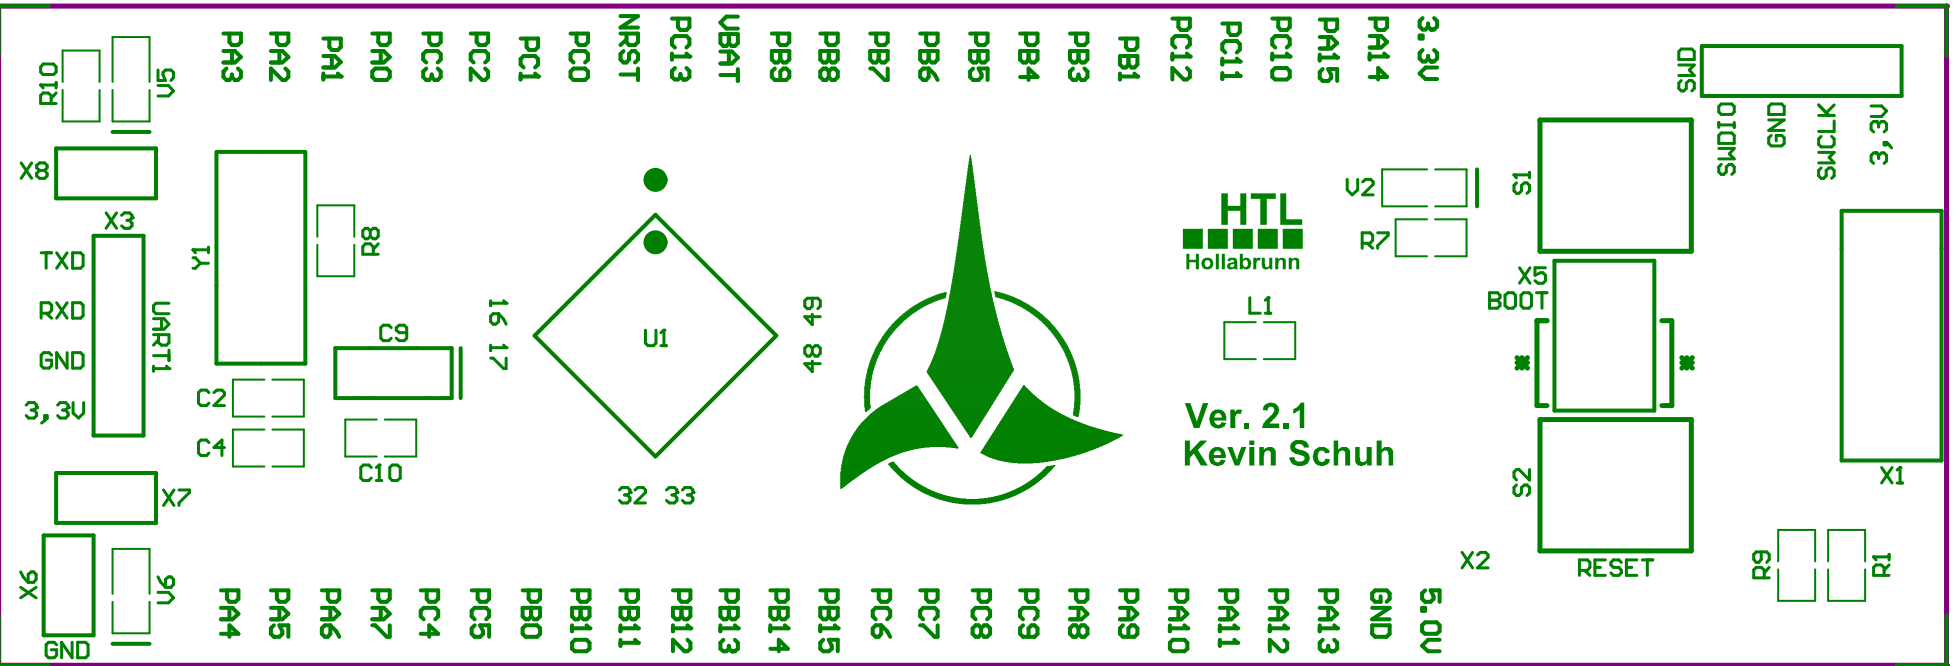 PA3
PA2
PA1
PA0
PC3
PC2
PC1
PC0
NRST
PC13
VBAT
PB9
PB8
PB7
PB6
PB5
PB4
PB3
PB1
PC12
PC11
PC10
PA15
PA14
3.3V
R10
V5
X8
X3
TXD
RXD
GND
3,3V
UART1
Y1
R8
C9
C2
C4
C10
X7
X6
GND
V6
16 17
U1
49
48
32 33
HTL
Hollabrunn
L1
Ver. 2.1
Kevin Schuh
V2
R7
SWD
SWDIO
GND
SWCLK
3,3V
S1
X5
BOOT
S2
RESET
X2
X1
R9
R1
PA4
PA5
PA6
PA7
PC4
PC5
PB0
PB10
PB11
PB12
PB13
PB14
PB15
PC6
PC7
PC8
PC9
PA8
PA9
PA10
PA11
PA12
PA13
GND
5.0V